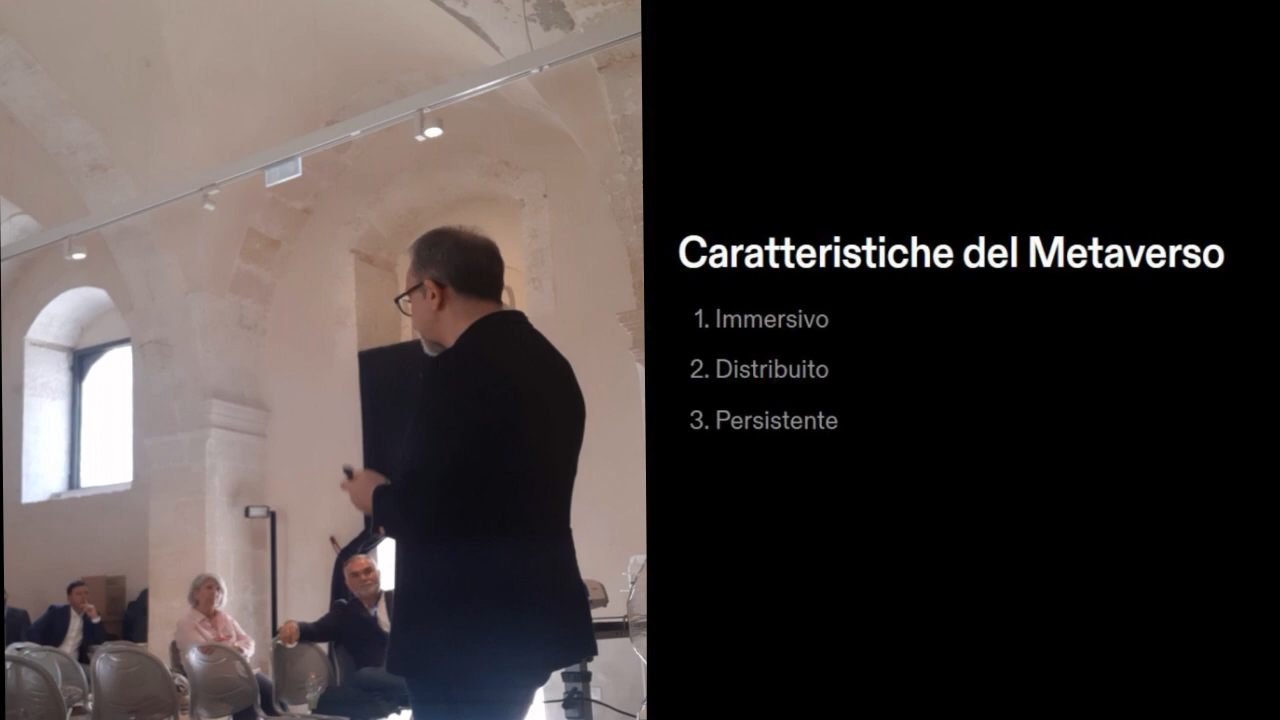 Caratteristiche del Metaverso
1. Immersivo
2. Distribuito
3. Persistente